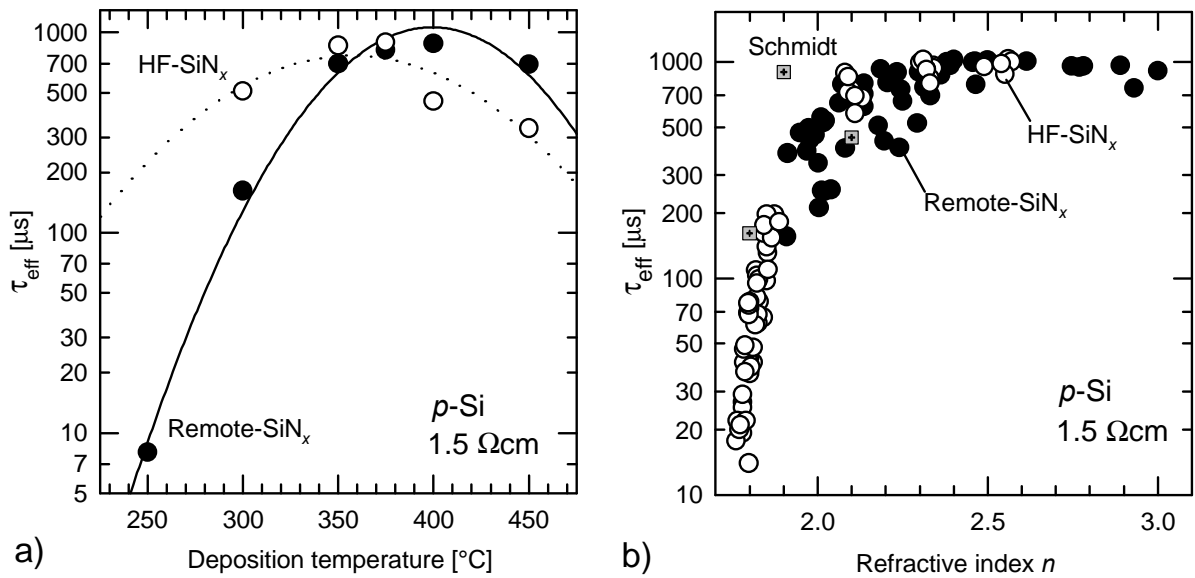 1000
700
500
300
200
100
70
50
30
20
10
7
5
τeff [μs]
HF-SiNx
Remote-SiNx
p-Si
1.5 Ωcm
250 300 350 400 450
a) Deposition temperature [°C]
1000
700
500
300
200
100
70
50
30
20
10
τeff [μs]
Schmidt
HF-SiNx
Remote-SiNx
p-Si
1.5 Ωcm
2.0 2.5 3.0
b) Refractive index n